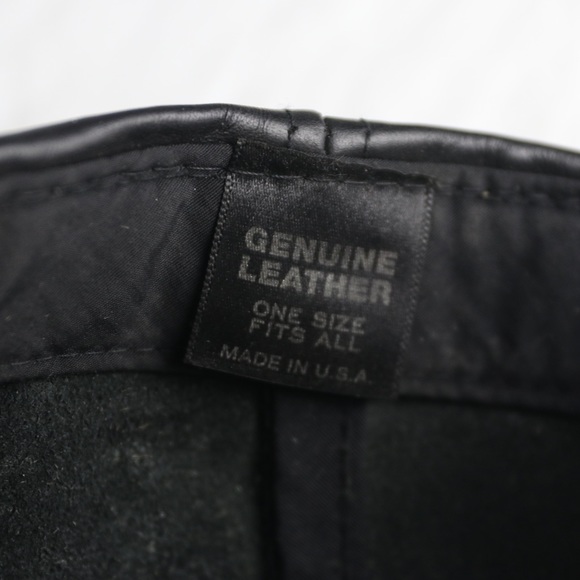 GENUINE
LEATHER
ONE SIZE
FITS ALL
MADE IN U.S.A.